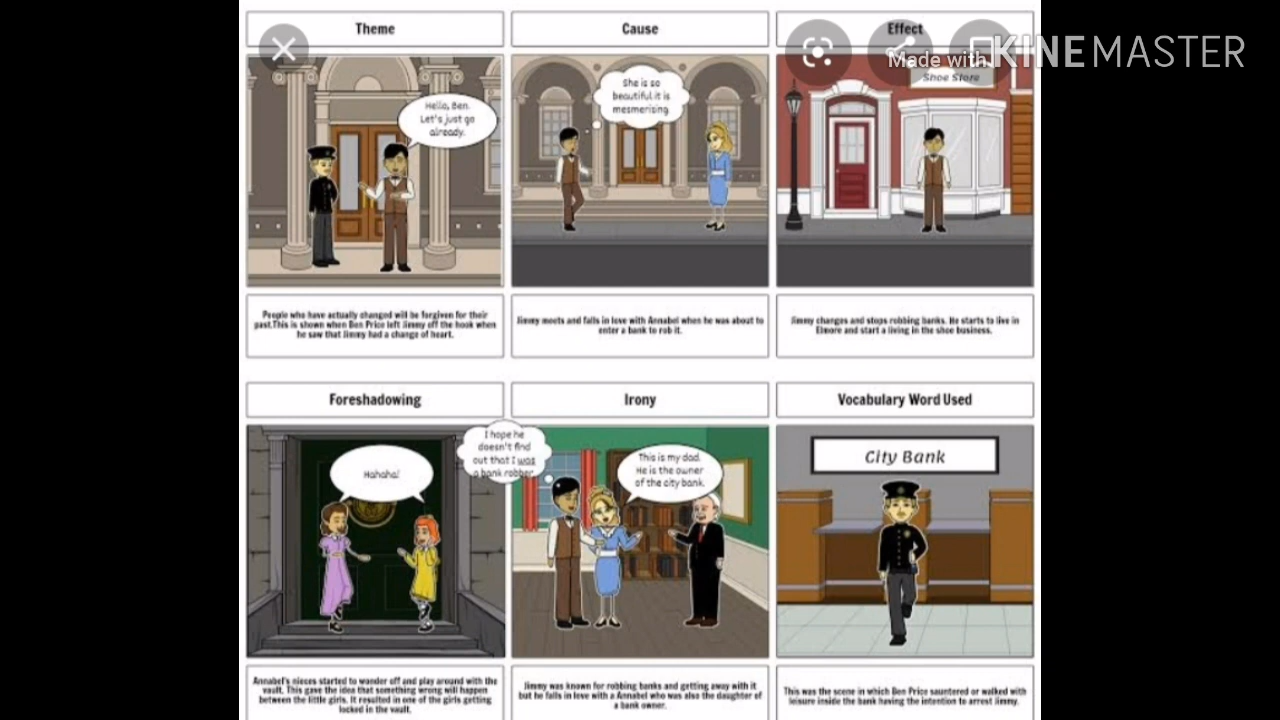 Theme
Cause
Effect
Made with
KINEMASTER
Hello, Ben.
Let's just go
already.
She is so
beautiful it is
mesmerising.
Shoe Store
People who have actually changed will be forgiven for their
past.This is shown when Ben Price left Jimmy off the hook when
he saw that Jimmy had a change of heart.
Jimmy meets and falls in love with Annabel when he was about to
enter a bank to rob it.
Jimmy changes and stops robbing banks. He starts to live in
Elmore and start a living in the shoe business.
Foreshadowing
Irony
Vocabulary Word Used
Hahaha!
I hope he
doesn't find
out that I was
a bank robber.
This is my dad.
He is the owner
of the city bank.
City Bank
Annabel's nieces started to wander off and play around with the
vault. This gave the idea that something wrong will happen
between the little girls. It resulted in one of the girls getting
locked in the vault.
Jimmy was known for robbing banks and getting away with it
but he falls in love with a Annabel who was also the daughter of
a bank owner.
This was the scene in which Ben Price sauntered or walked with
leisure inside the bank having the intention to arrest Jimmy.